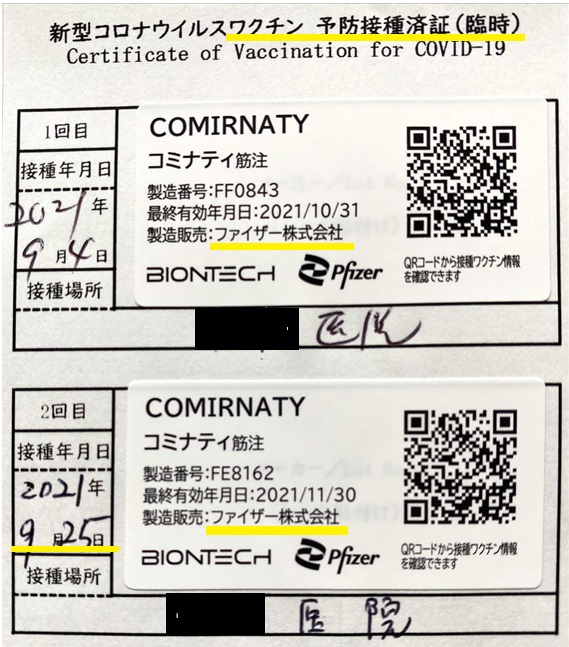 新型コロナウイルスワクチン 予防接種済証(臨時)
Certificate of Vaccination for COVID-19
1回目
接種年月日
2021年
9月4日
接種場所
COMIRNATY
コミナティ筋注
製造番号:FF0843
最終有効年月日:2021/10/31
製造販売:ファイザー株式会社
BIONTECH Pfizer
QRコードから接種ワクチン情報
を確認できます
医院
2回目
接種年月日
2021年
9月25日
接種場所
COMIRNATY
コミナティ筋注
製造番号:FE8162
最終有効年月日:2021/11/30
製造販売:ファイザー株式会社
BIONTECH Pfizer
QRコードから接種ワクチン情報
を確認できます
医院